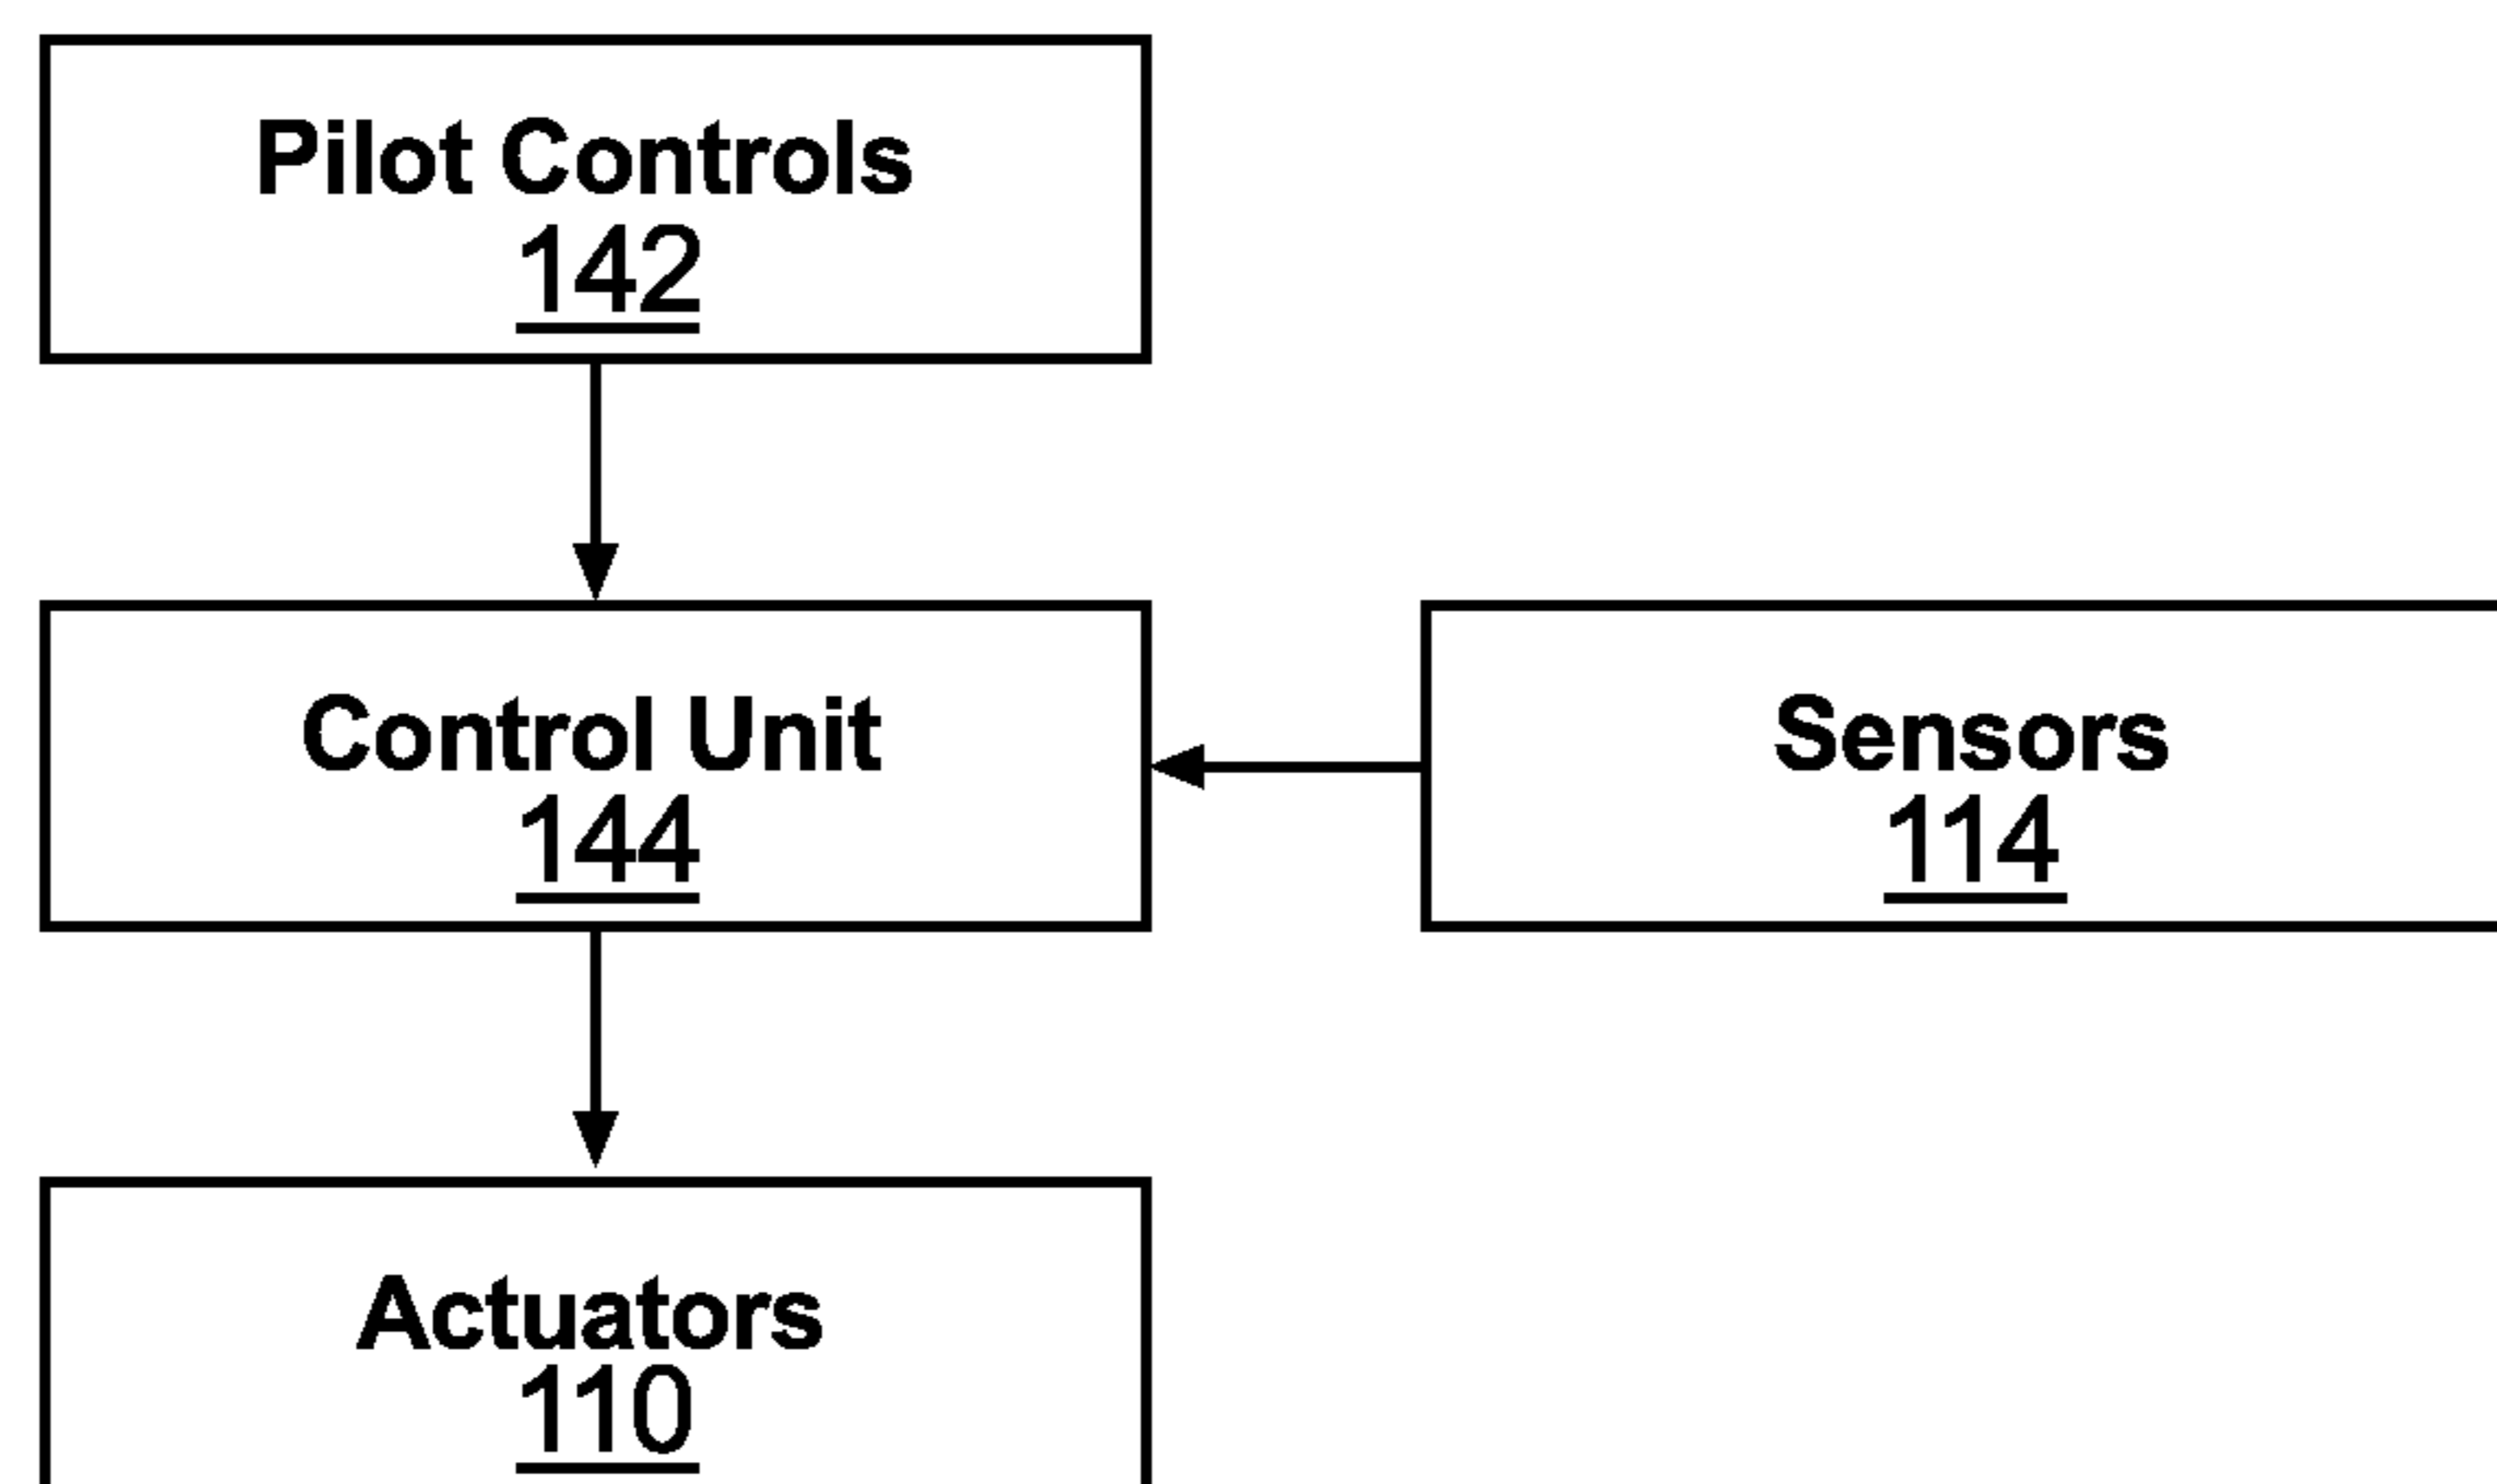 Pilot Controls
142
Control Unit
144
Sensors
114
Actuators
110